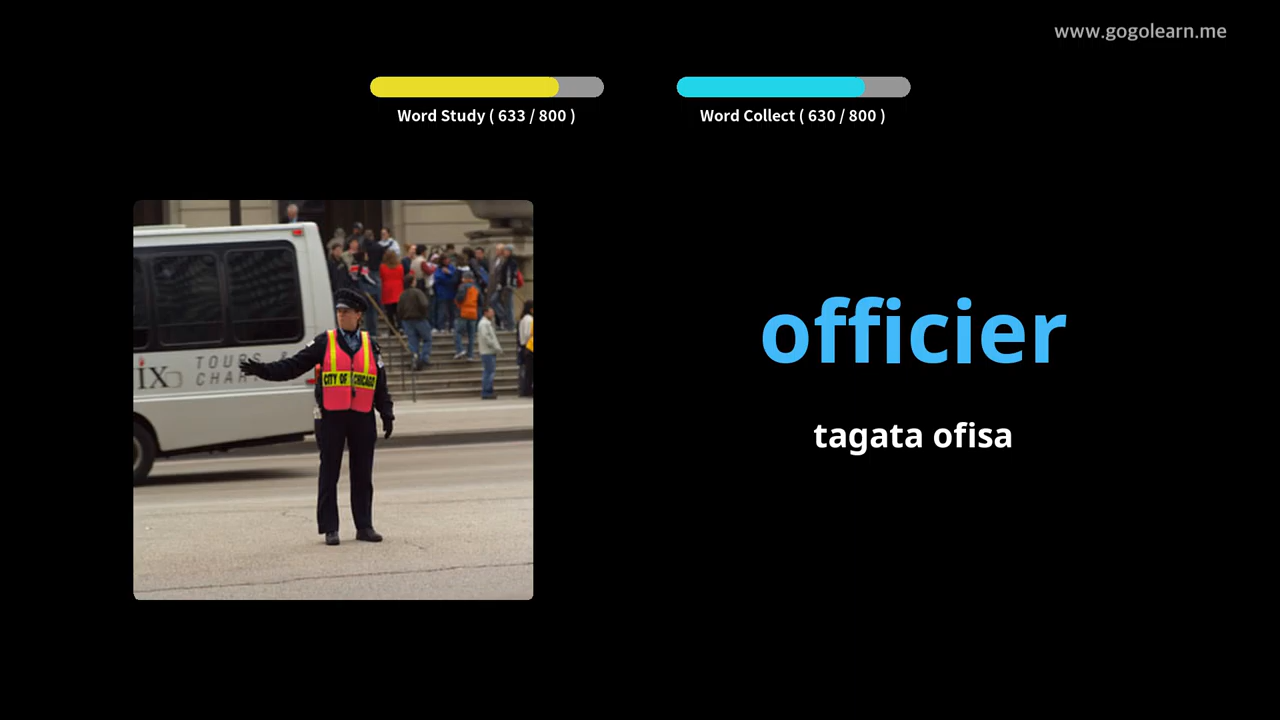 www.gogolearn.me
Word Study ( 633 / 800 )
Word Collect ( 630 / 800 )
officier
tagata ofisa
IX
TOURS &
CHAR
CITY OF CHICAGO